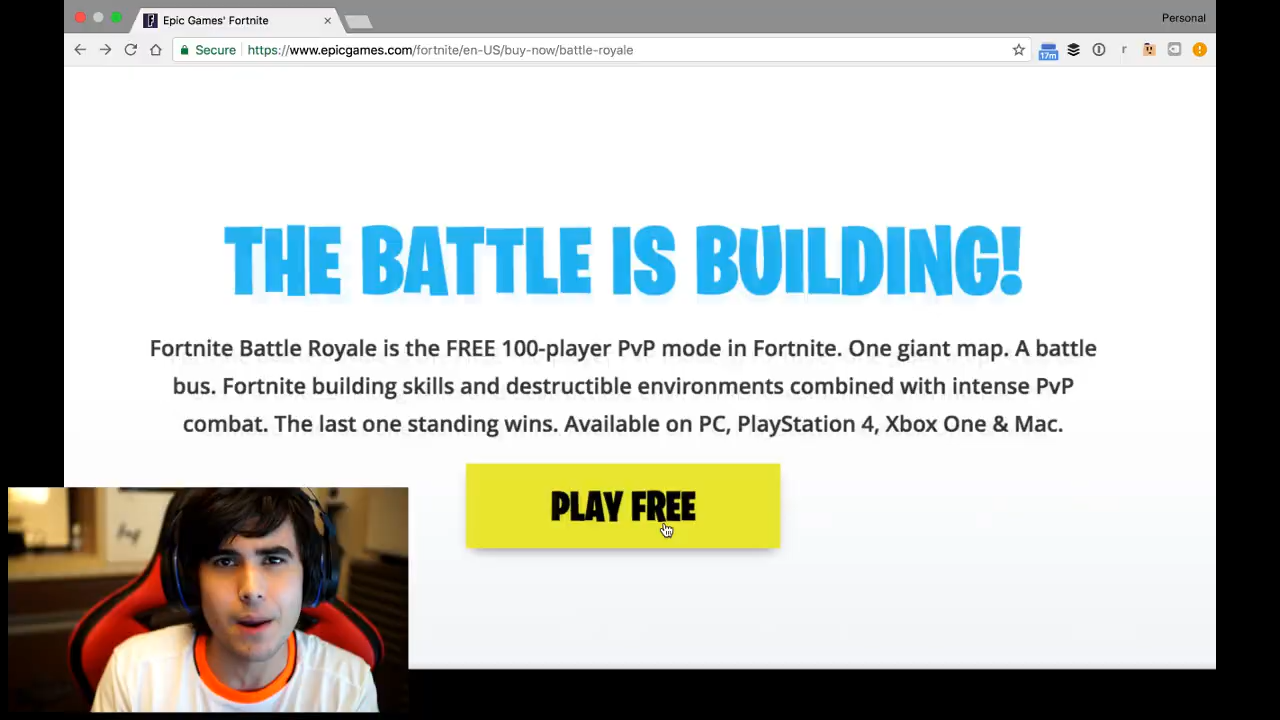 Epic Games' Fortnite
Personal
Secure
https://www.epicgames.com/fortnite/en-US/buy-now/battle-royale
17m
r
THE BATTLE IS BUILDING!
Fortnite Battle Royale is the FREE 100-player PvP mode in Fortnite. One giant map. A battle
bus. Fortnite building skills and destructible environments combined with intense PvP
combat. The last one standing wins. Available on PC, PlayStation 4, Xbox One & Mac.
PLAY FREE